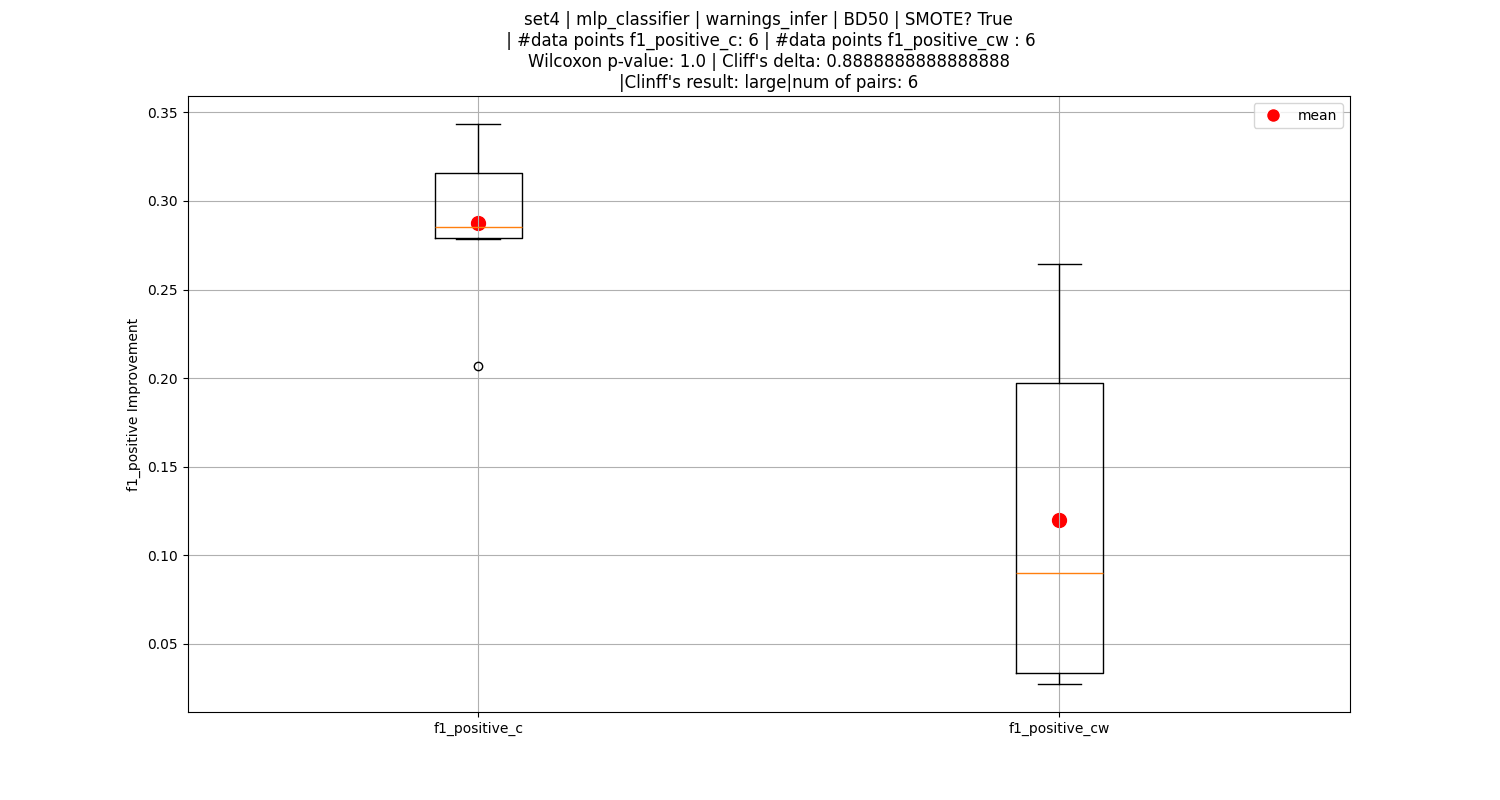 set4 | mlp_classifier | warnings_infer | BD50 | SMOTE? True
| #data points f1_positive_c: 6 | #data points f1_positive_cw : 6
Wilcoxon p-value: 1.0 | Cliff's delta: 0.8888888888888888
|Clinff's result: large|num of pairs: 6
mean
0.35
0.30
0.25
0.20
0.15
0.10
0.05
f1_positive Improvement
f1_positive_c
f1_positive_cw